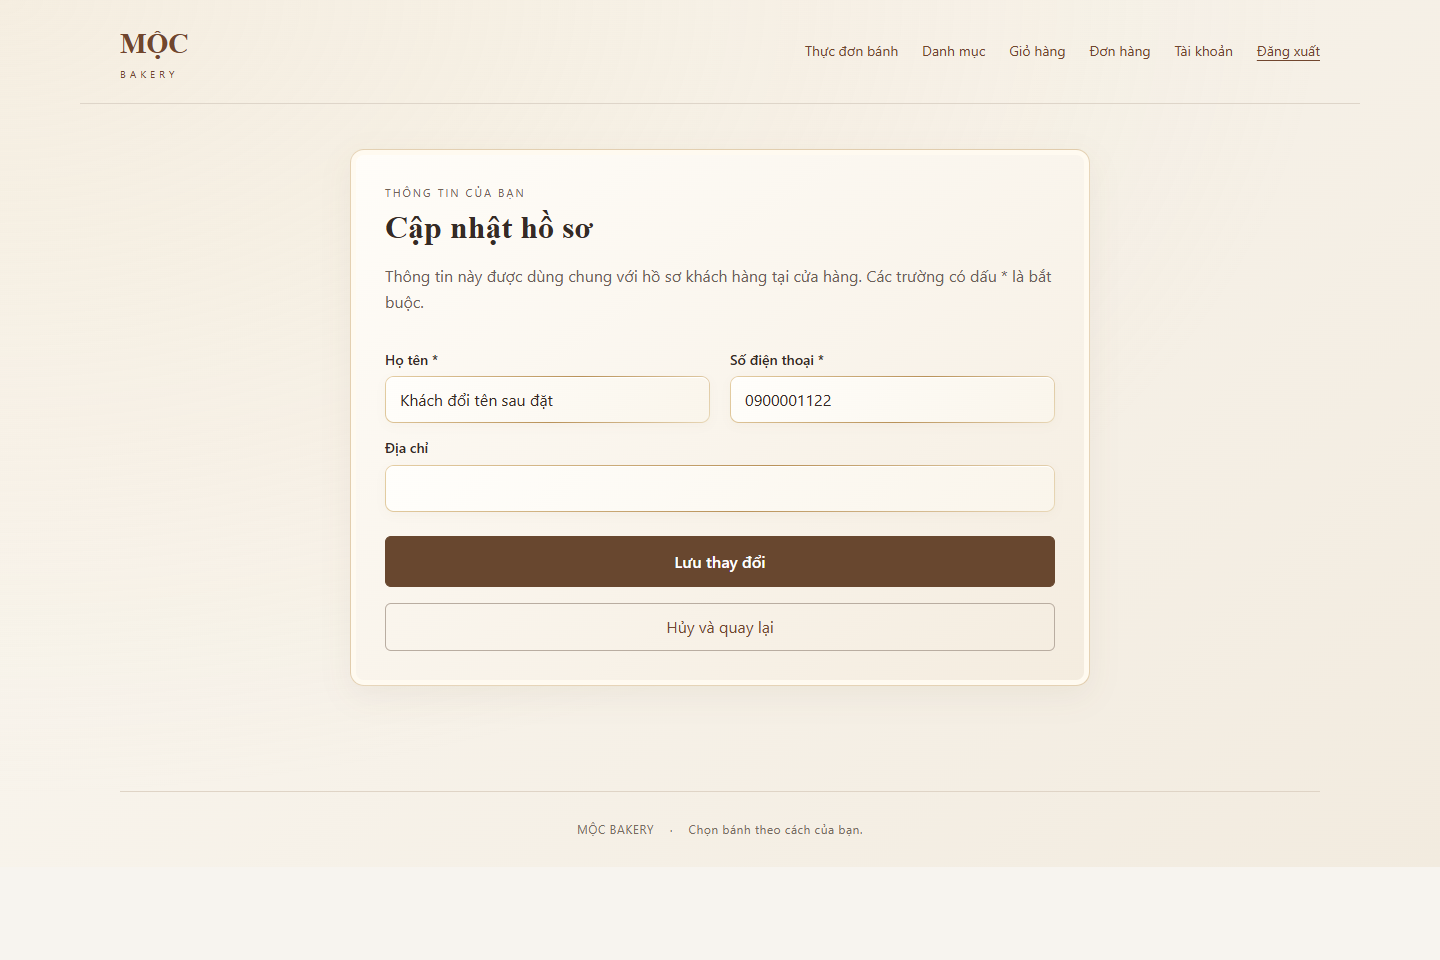 MỘC
BAKERY
Thực đơn bánh Danh mục Giỏ hàng Đơn hàng Tài khoản Đăng xuất
THÔNG TIN CỦA BẠN
Cập nhật hồ sơ
Thông tin này được dùng chung với hồ sơ khách hàng tại cửa hàng. Các trường có dấu * là bắt
buộc.
Họ tên * Số điện thoại *
Khách đổi tên sau đặt 0900001122
Địa chỉ
Lưu thay đổi
Hủy và quay lại
MỘC BAKERY · Chọn bánh theo cách của bạn.